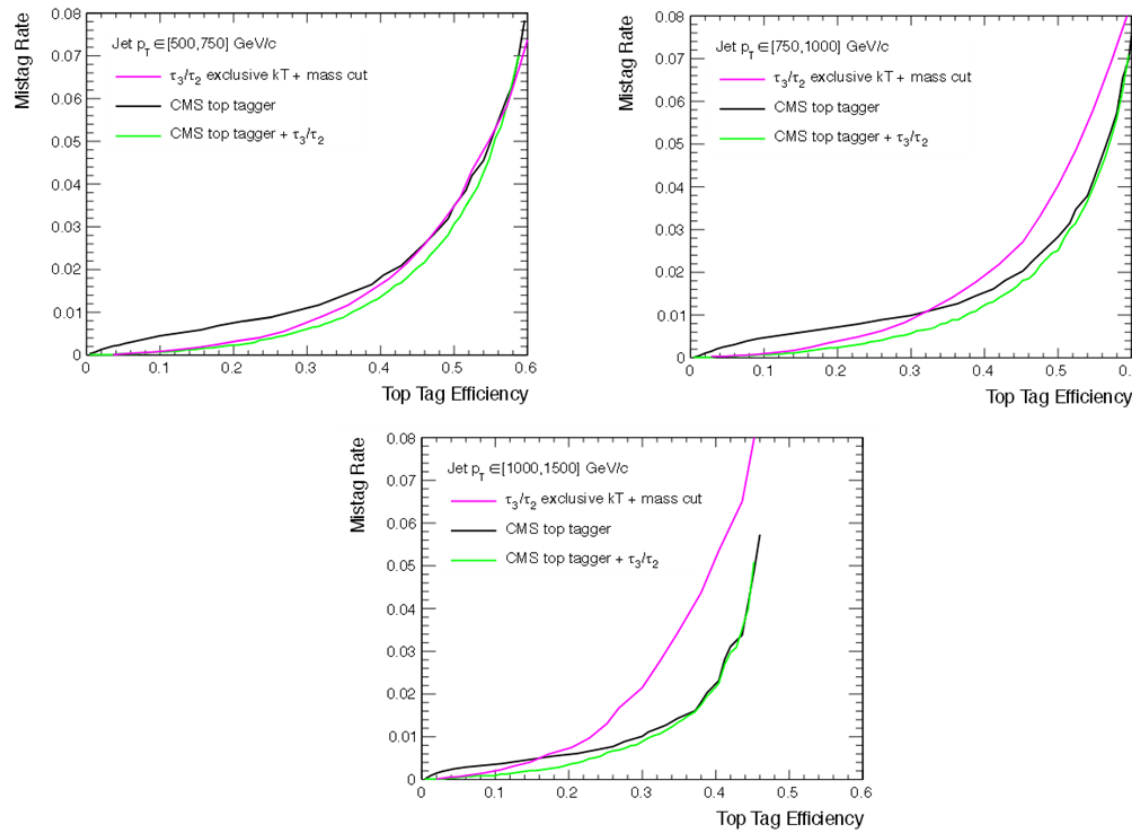 0.08
0.07
0.06
0.05
0.04
0.03
0.02
0.01
0
Mistag Rate
Jet pT ∈[500,750] GeV/c
τ3/τ2 exclusive kT + mass cut
CMS top tagger
CMS top tagger + τ3/τ2
0 0.1 0.2 0.3 0.4 0.5 0.6
Top Tag Efficiency
0.08
0.07
0.06
0.05
0.04
0.03
0.02
0.01
0
Mistag Rate
Jet pT ∈[750,1000] GeV/c
τ3/τ2 exclusive kT + mass cut
CMS top tagger
CMS top tagger + τ3/τ2
0 0.1 0.2 0.3 0.4 0.5
Top Tag Efficiency
0.08
0.07
0.06
0.05
0.04
0.03
0.02
0.01
0
Mistag Rate
Jet pT ∈[1000,1500] GeV/c
τ3/τ2 exclusive kT + mass cut
CMS top tagger
CMS top tagger + τ3/τ2
0 0.1 0.2 0.3 0.4 0.5 0.6
Top Tag Efficiency